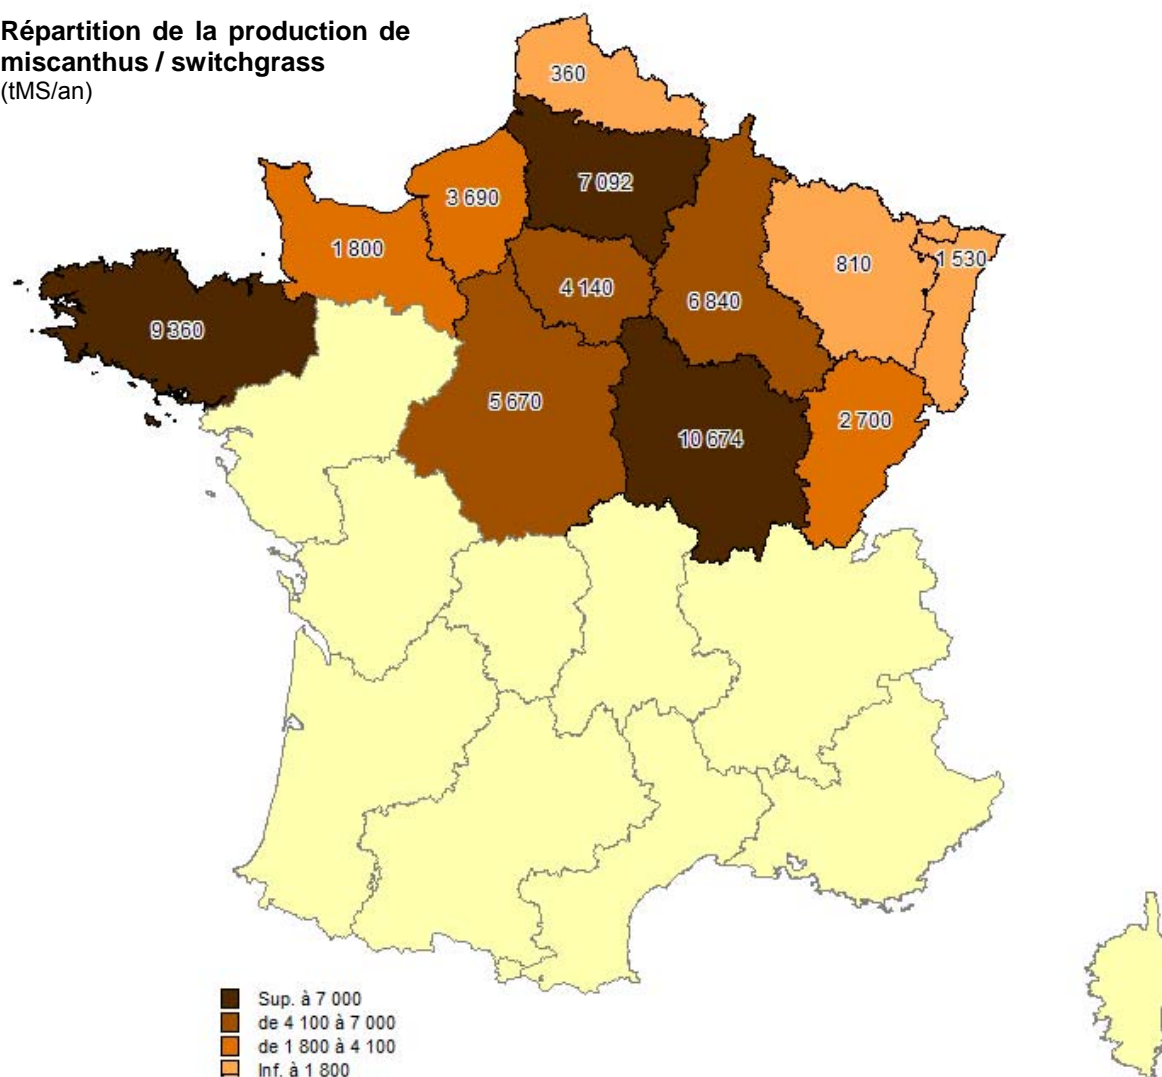 Répartition de la production de
miscanthus / switchgrass
(tMS/an)
360
7 092
3 690
1 800
810
1 530
4 140
6 840
9 360
5 670
2 700
10 674
Sup. à 7 000
de 4 100 à 7 000
de 1 800 à 4 100
Inf. à 1 800